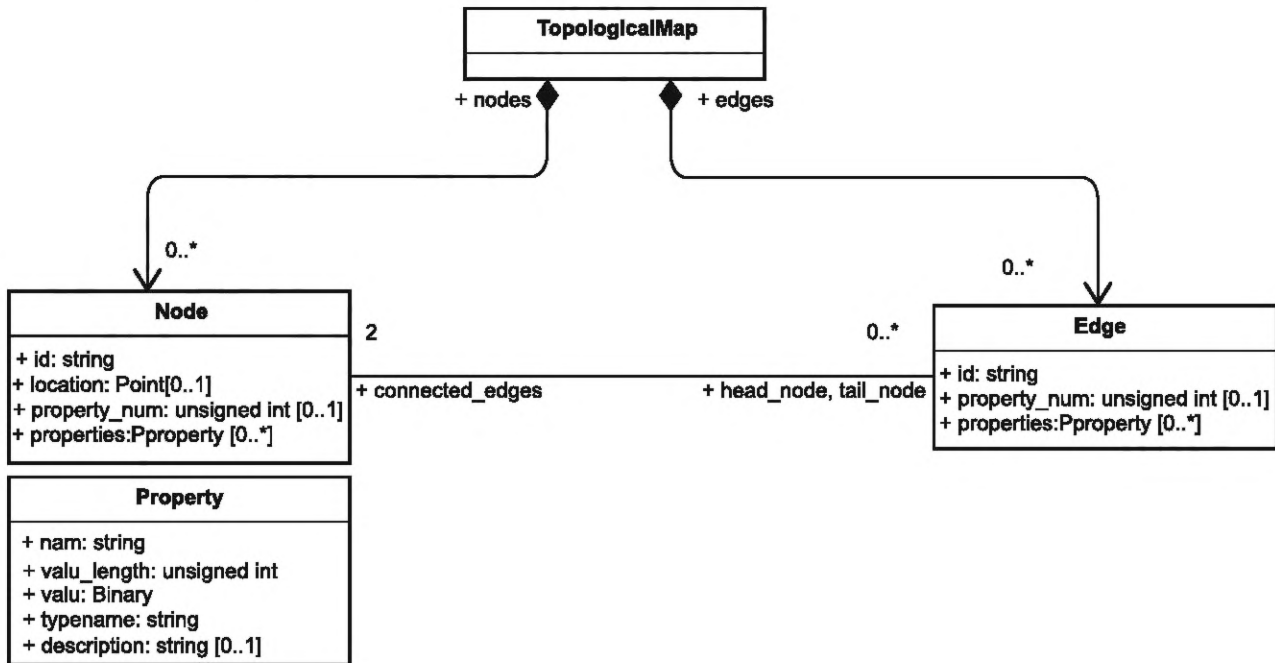 TopologicalMap
+ nodes
+ edges
0..*
0..*
Node
+ id: string
+ location: Point[0..1]
+ property_num: unsigned int [0..1]
+ properties:Pproperty [0..*]
2
0..*
+ connected_edges
+ head_node, tail_node
Edge
+ id: string
+ property_num: unsigned int [0..1]
+ properties:Pproperty [0..*]
Property
+ nam: string
+ valu_length: unsigned int
+ valu: Binary
+ typename: string
+ description: string [0..1]